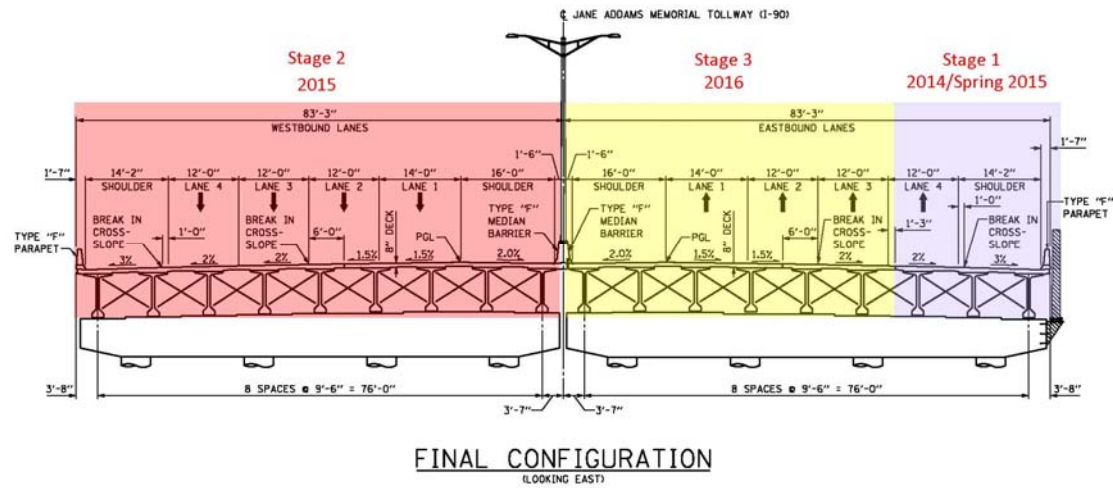 ℄ JANE ADDAMS MEMORIAL TOLLWAY (I-90)
Stage 2
2015
Stage 3
2016
Stage 1
2014/Spring 2015
83'-3"
WESTBOUND LANES
83'-3"
EASTBOUND LANES
1'-6"
1'-6"
1'-7"
1'-7"
14'-2"
SHOULDER
12'-0"
LANE 4
12'-0"
LANE 3
12'-0"
LANE 2
14'-0"
LANE 1
16'-0"
SHOULDER
16'-0"
SHOULDER
14'-0"
LANE 1
12'-0"
LANE 2
12'-0"
LANE 3
12'-0"
LANE 4
14'-2"
SHOULDER
TYPE "F"
PARAPET
BREAK IN
CROSS-
SLOPE
1'-0"
BREAK IN
CROSS-
SLOPE
6'-0"
8" DECK
PGL
TYPE "F"
MEDIAN
BARRIER
TYPE "F"
MEDIAN
BARRIER
PGL
8" DECK
6'-0"
BREAK IN
CROSS-
SLOPE
1'-3"
1'-0"
BREAK IN
CROSS-
SLOPE
TYPE "F"
PARAPET
3%
2%
2%
1.5%
1.5%
2.0%
2.0%
1.5%
1.5%
2%
2%
3%
3'-8"
8 SPACES @ 9'-6" = 76'-0"
3'-7"
3'-7"
8 SPACES @ 9'-6" = 76'-0"
3'-8"
FINAL CONFIGURATION
(LOOKING EAST)